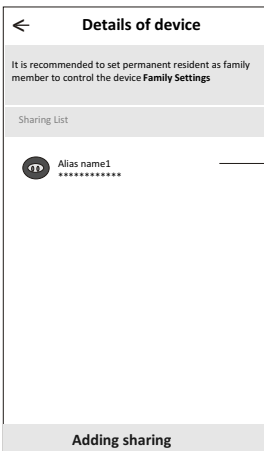 Details of device
It is recommended to set permanent resident as family
member to control the device Family Settings
Sharing List
Alias name1
************
Adding sharing